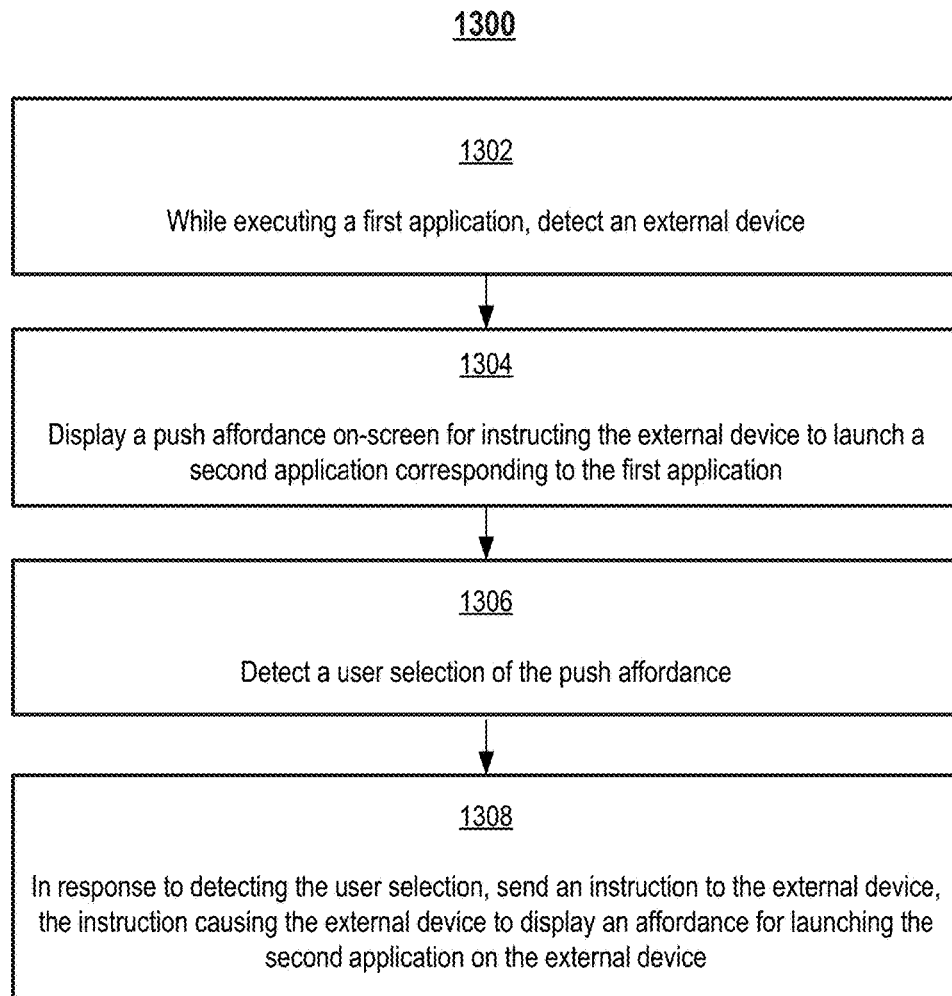 1300
1302
While executing a first application, detect an external device
1304
Display a push affordance on-screen for instructing the external device to launch a
second application corresponding to the first application
1306
Detect a user selection of the push affordance
1308
In response to detecting the user selection, send an instruction to the external device,
the instruction causing the external device to display an affordance for launching the
second application on the external device